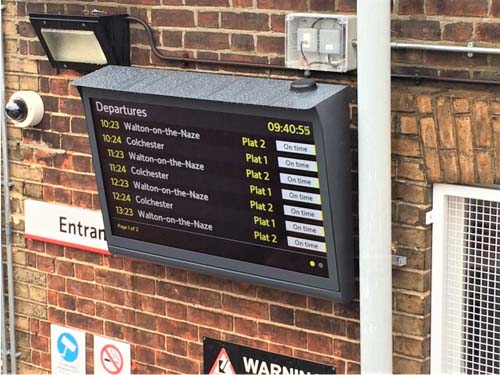 Departures 09:40:55
10:23 Walton-on-the-Naze Plat 2 On time
10:24 Colchester Plat 1 On time
11:23 Walton-on-the-Naze Plat 2 On time
11:24 Colchester Plat 1 On time
12:23 Walton-on-the-Naze Plat 2 On time
12:24 Colchester Plat 1 On time
13:23 Walton-on-the-Naze Plat 2 On time
Page 1 of 2
Entran
WARNING